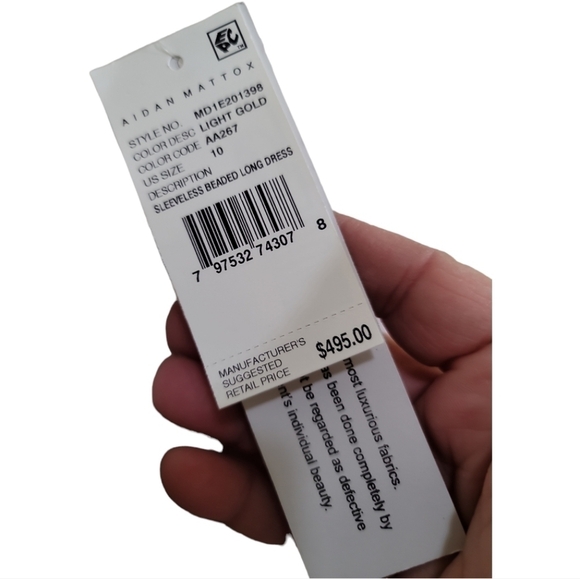 EPC
AIDAN MATTOX
STYLE NO. MD1E201398
COLOR DESC LIGHT GOLD
COLOR CODE AA267
US SIZE 10
DESCRIPTION
SLEEVELESS BEADED LONG DRESS
7 97532 74307 8
MANUFACTURER'S
SUGGESTED
RETAIL PRICE
$495.00
most luxurious fabrics.
as been done completely by
t be regarded as defective
nt's individual beauty.